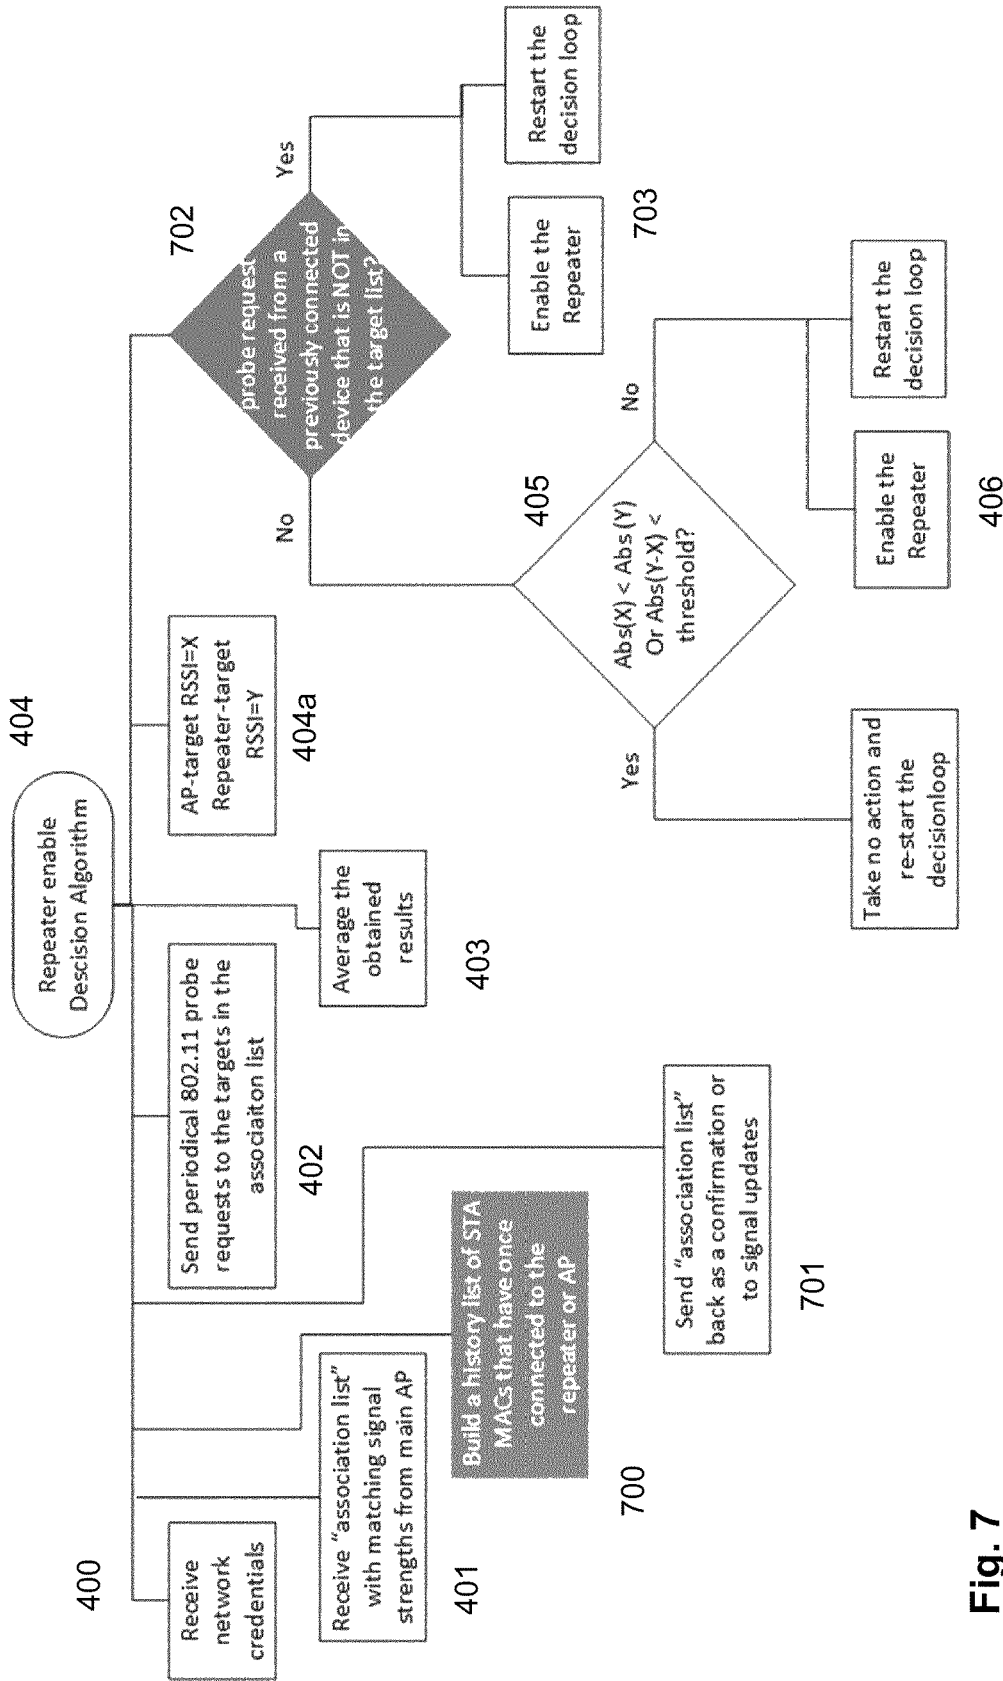 404
Repeater enable
Descision Algorithm
400
Receive
network
credentials
Receive “association list”
with matching signal
strengths from main AP
401
Build a history list of STA
MACs that have once
connected to the
repeater or AP
700
Send “association list”
back as a confirmation or
to signal updates
701
Send periodical 802.11 probe
requests to the targets in the
associaiton list
402
Average the
obtained
results
403
AP-target RSSI=X
Repeater-target
RSSI=Y
404a
702
probe request
received from a
previously connected
device that is NOT in
the target list?
No
Yes
Enable the
Repeater
Restart the
decision loop
703
405
Abs(X) < Abs (Y)
Or Abs(Y-X) <
threshold?
Yes
No
Take no action and
re-start the
decisionloop
Enable the
Repeater
Restart the
decision loop
406
Fig. 7